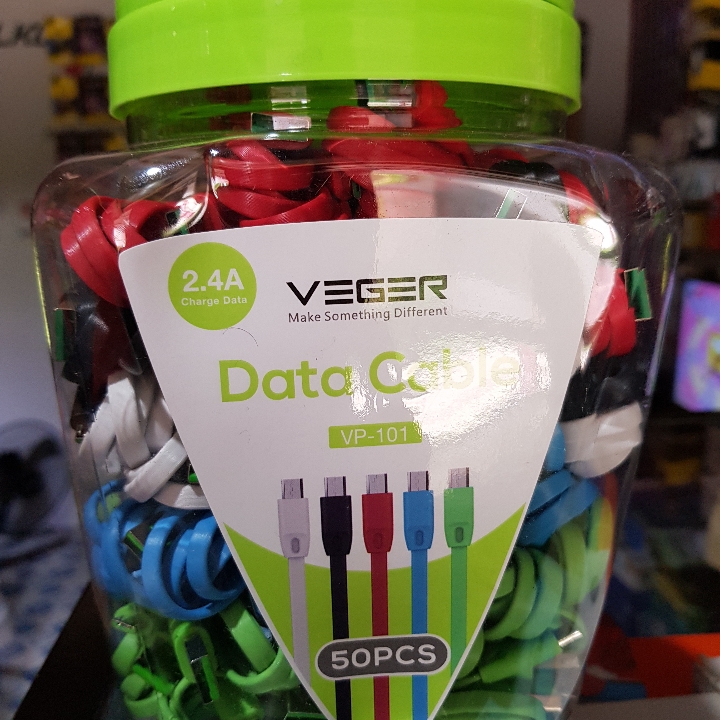 2.4A
Charge Data
VEGER
Make Something Different
Data Cable
VP-101
50PCS